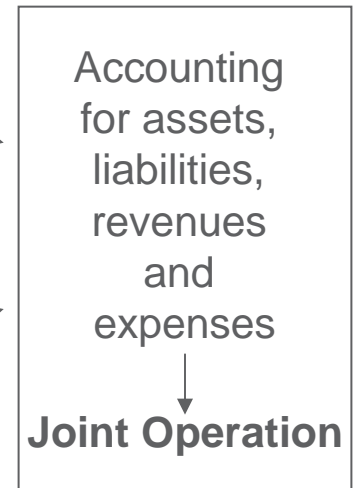 Accounting
for assets,
liabilities,
revenues
and
expenses
Joint Operation